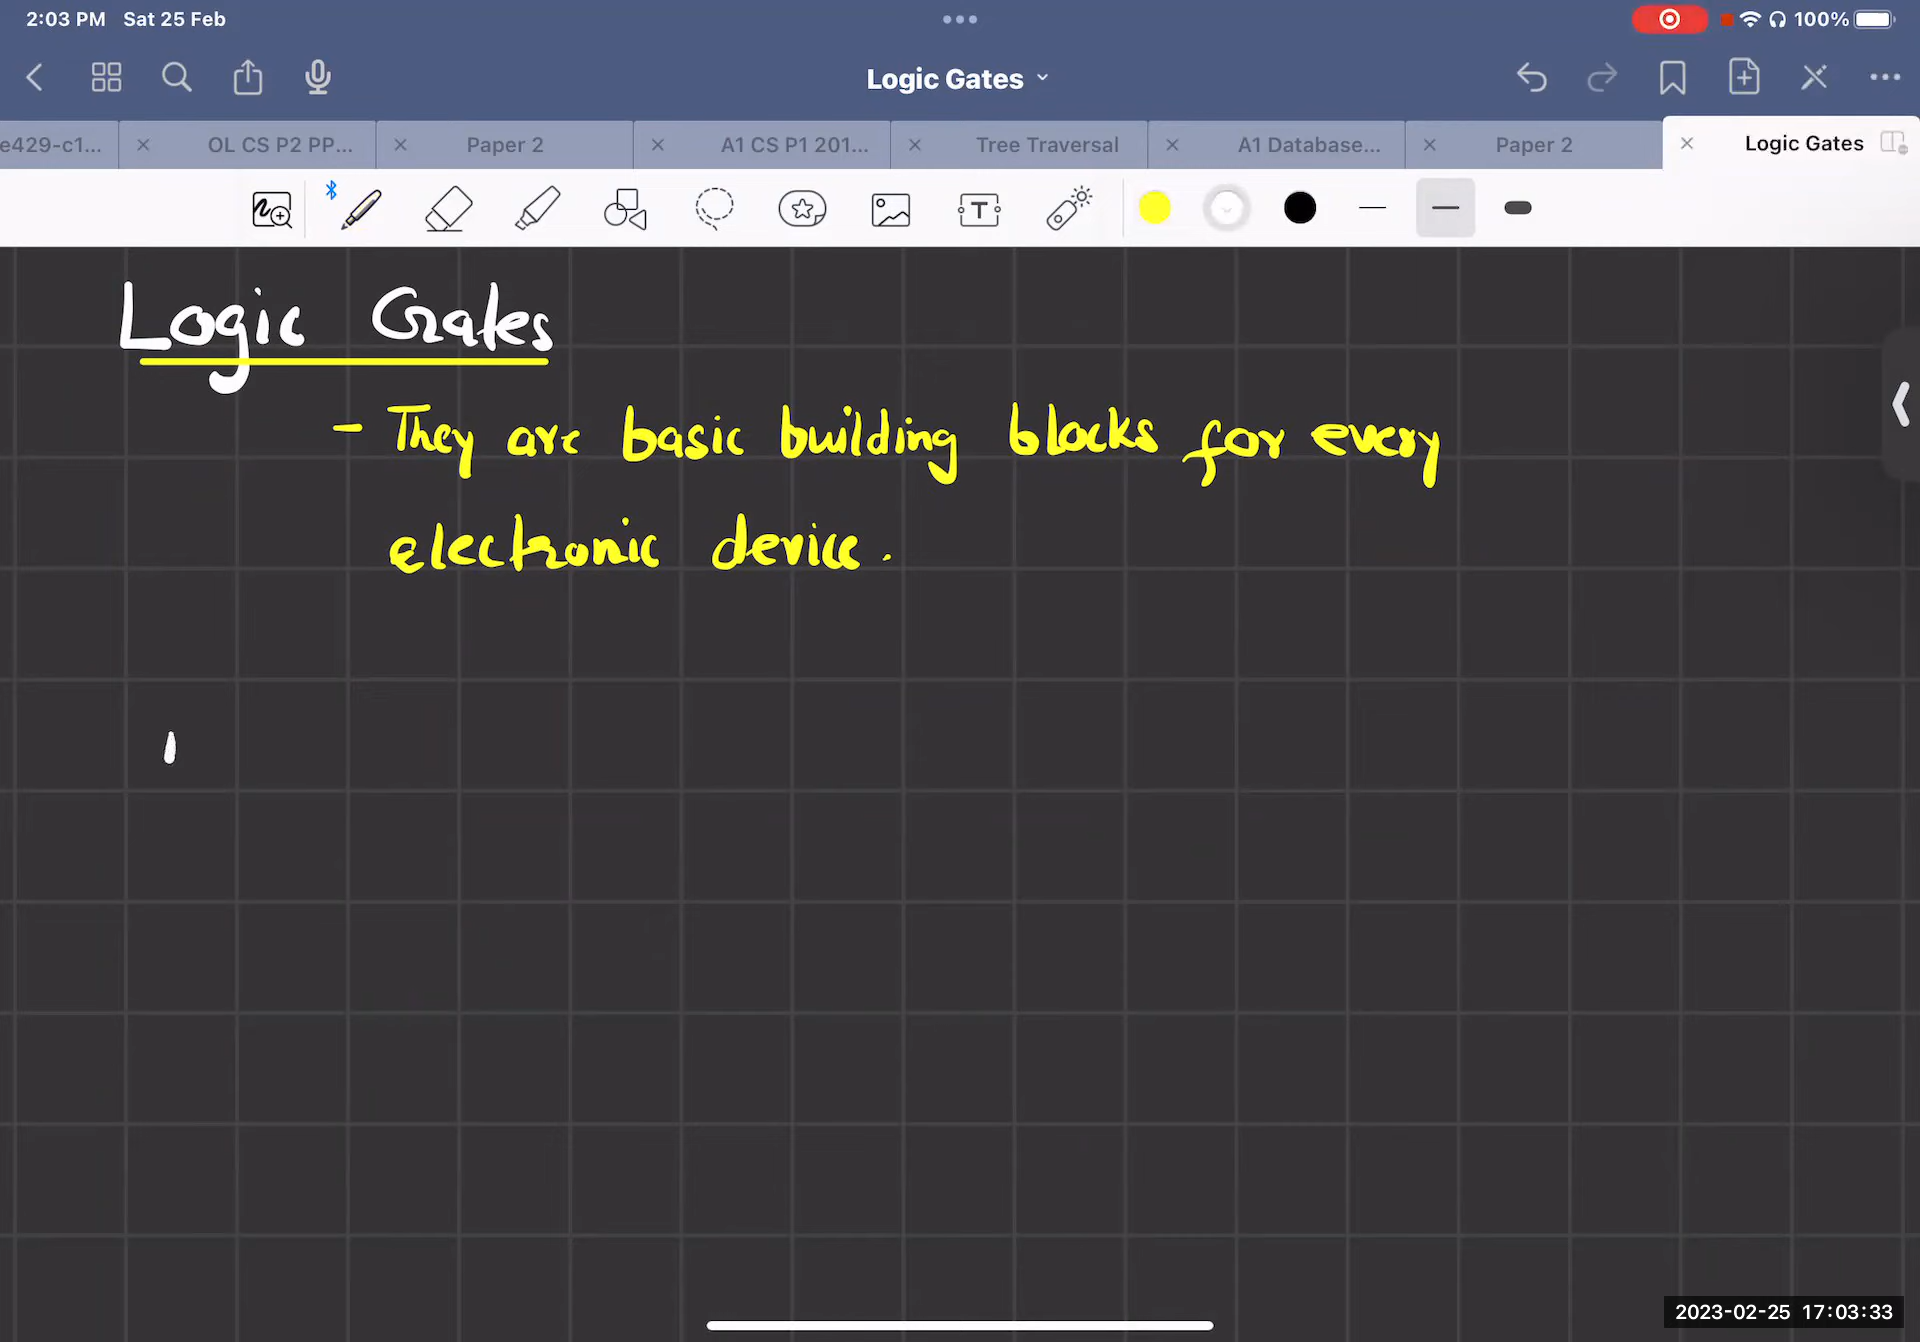 2:03 PM Sat 25 Feb
100%
Logic Gates
e429-c1...
OL CS P2 PP...
Paper 2
A1 CS P1 201...
Tree Traversal
A1 Database...
Paper 2
Logic Gates
T
Logic Gates
- They are basic building blocks for every
electronic device.
2023-02-25 17:03:33